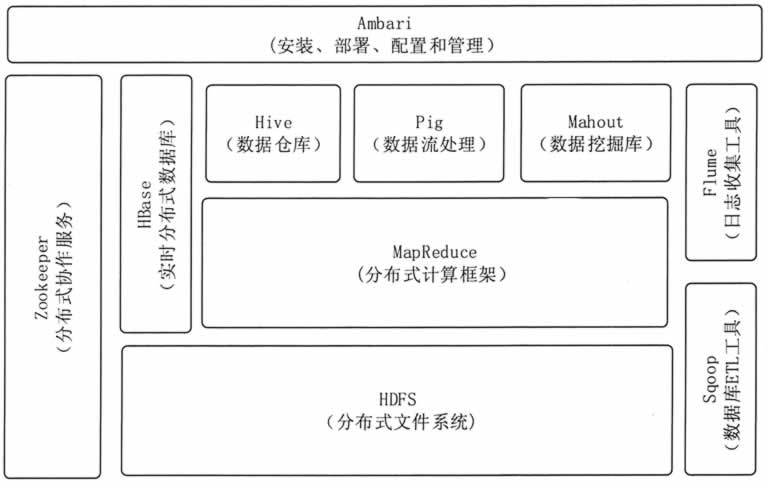 Ambari
(安装、部署、配置和管理)
Zookeeper
(分布式协作服务)
HBase
(实时分布式数据库)
Hive
(数据仓库)
Pig
(数据流处理)
Mahout
(数据挖掘库)
Flume
(日志收集工具)
MapReduce
(分布式计算框架)
Sqoop
(数据库ETL工具)
HDFS
(分布式文件系统)